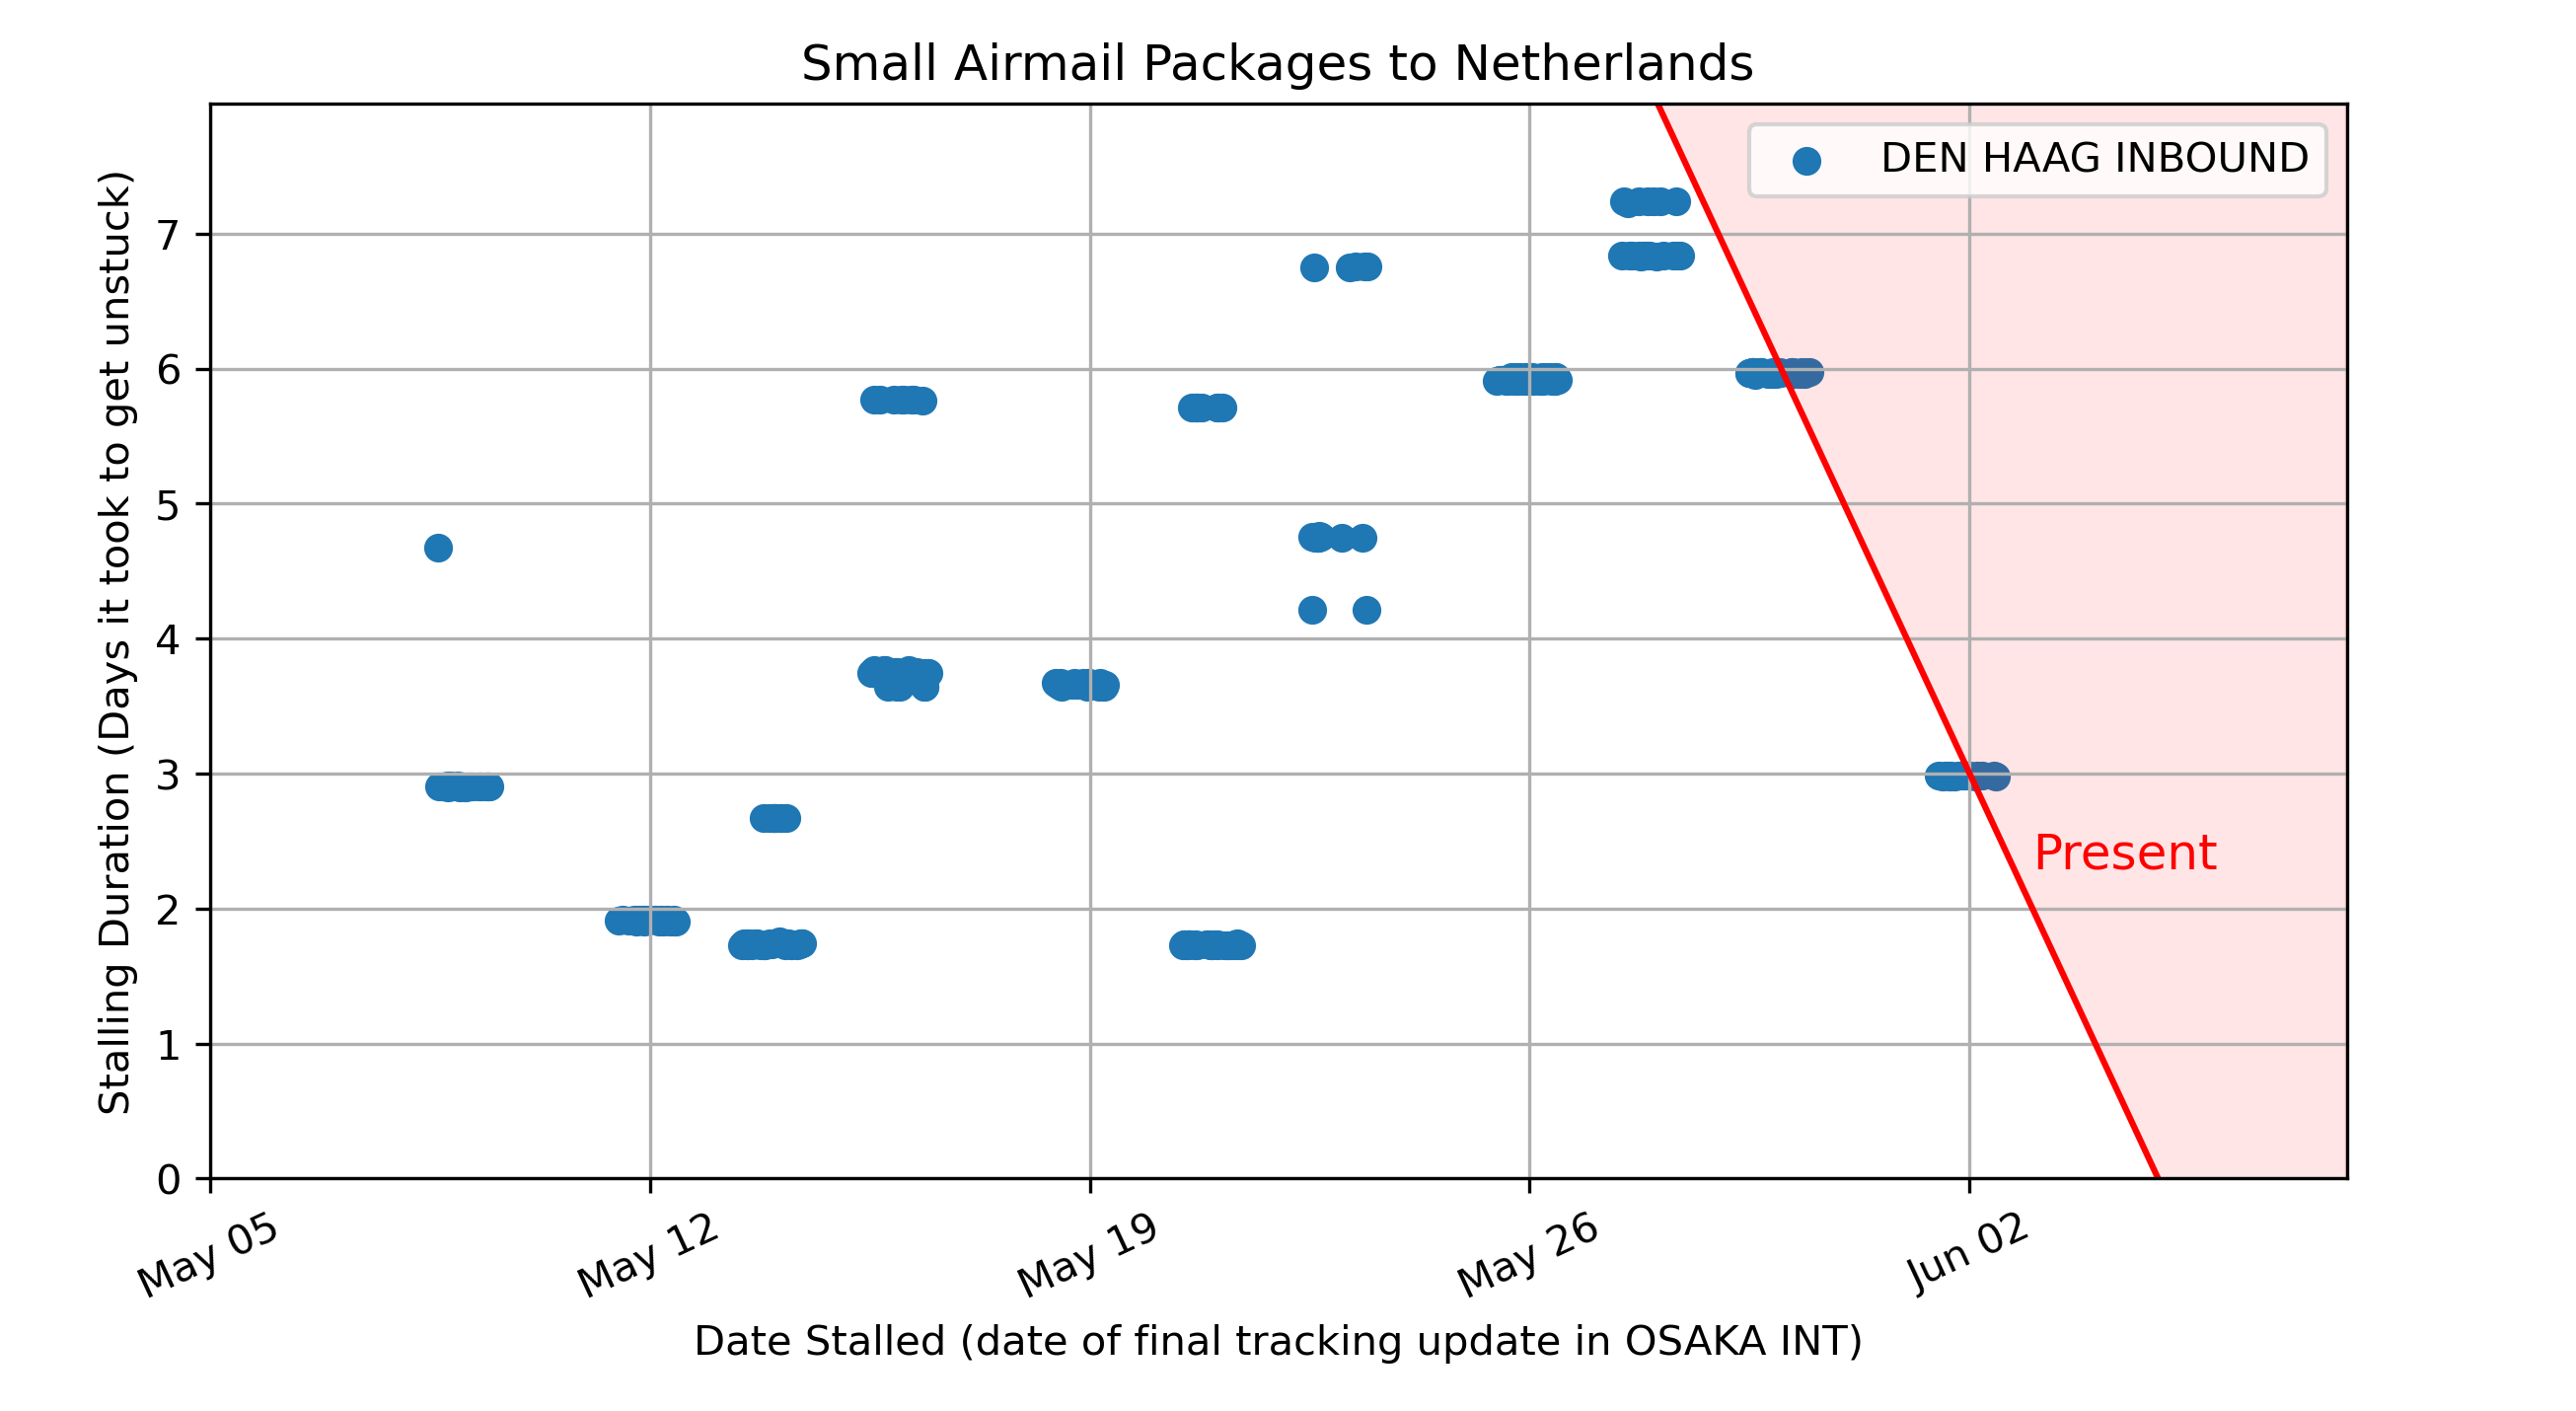 Small Airmail Packages to Netherlands
DEN HAAG INBOUND
Stalling Duration (Days it took to get unstuck)
7
6
5
4
3
2
1
0
Present
May 05
May 12
May 19
May 26
Jun 02
Date Stalled (date of final tracking update in OSAKA INT)